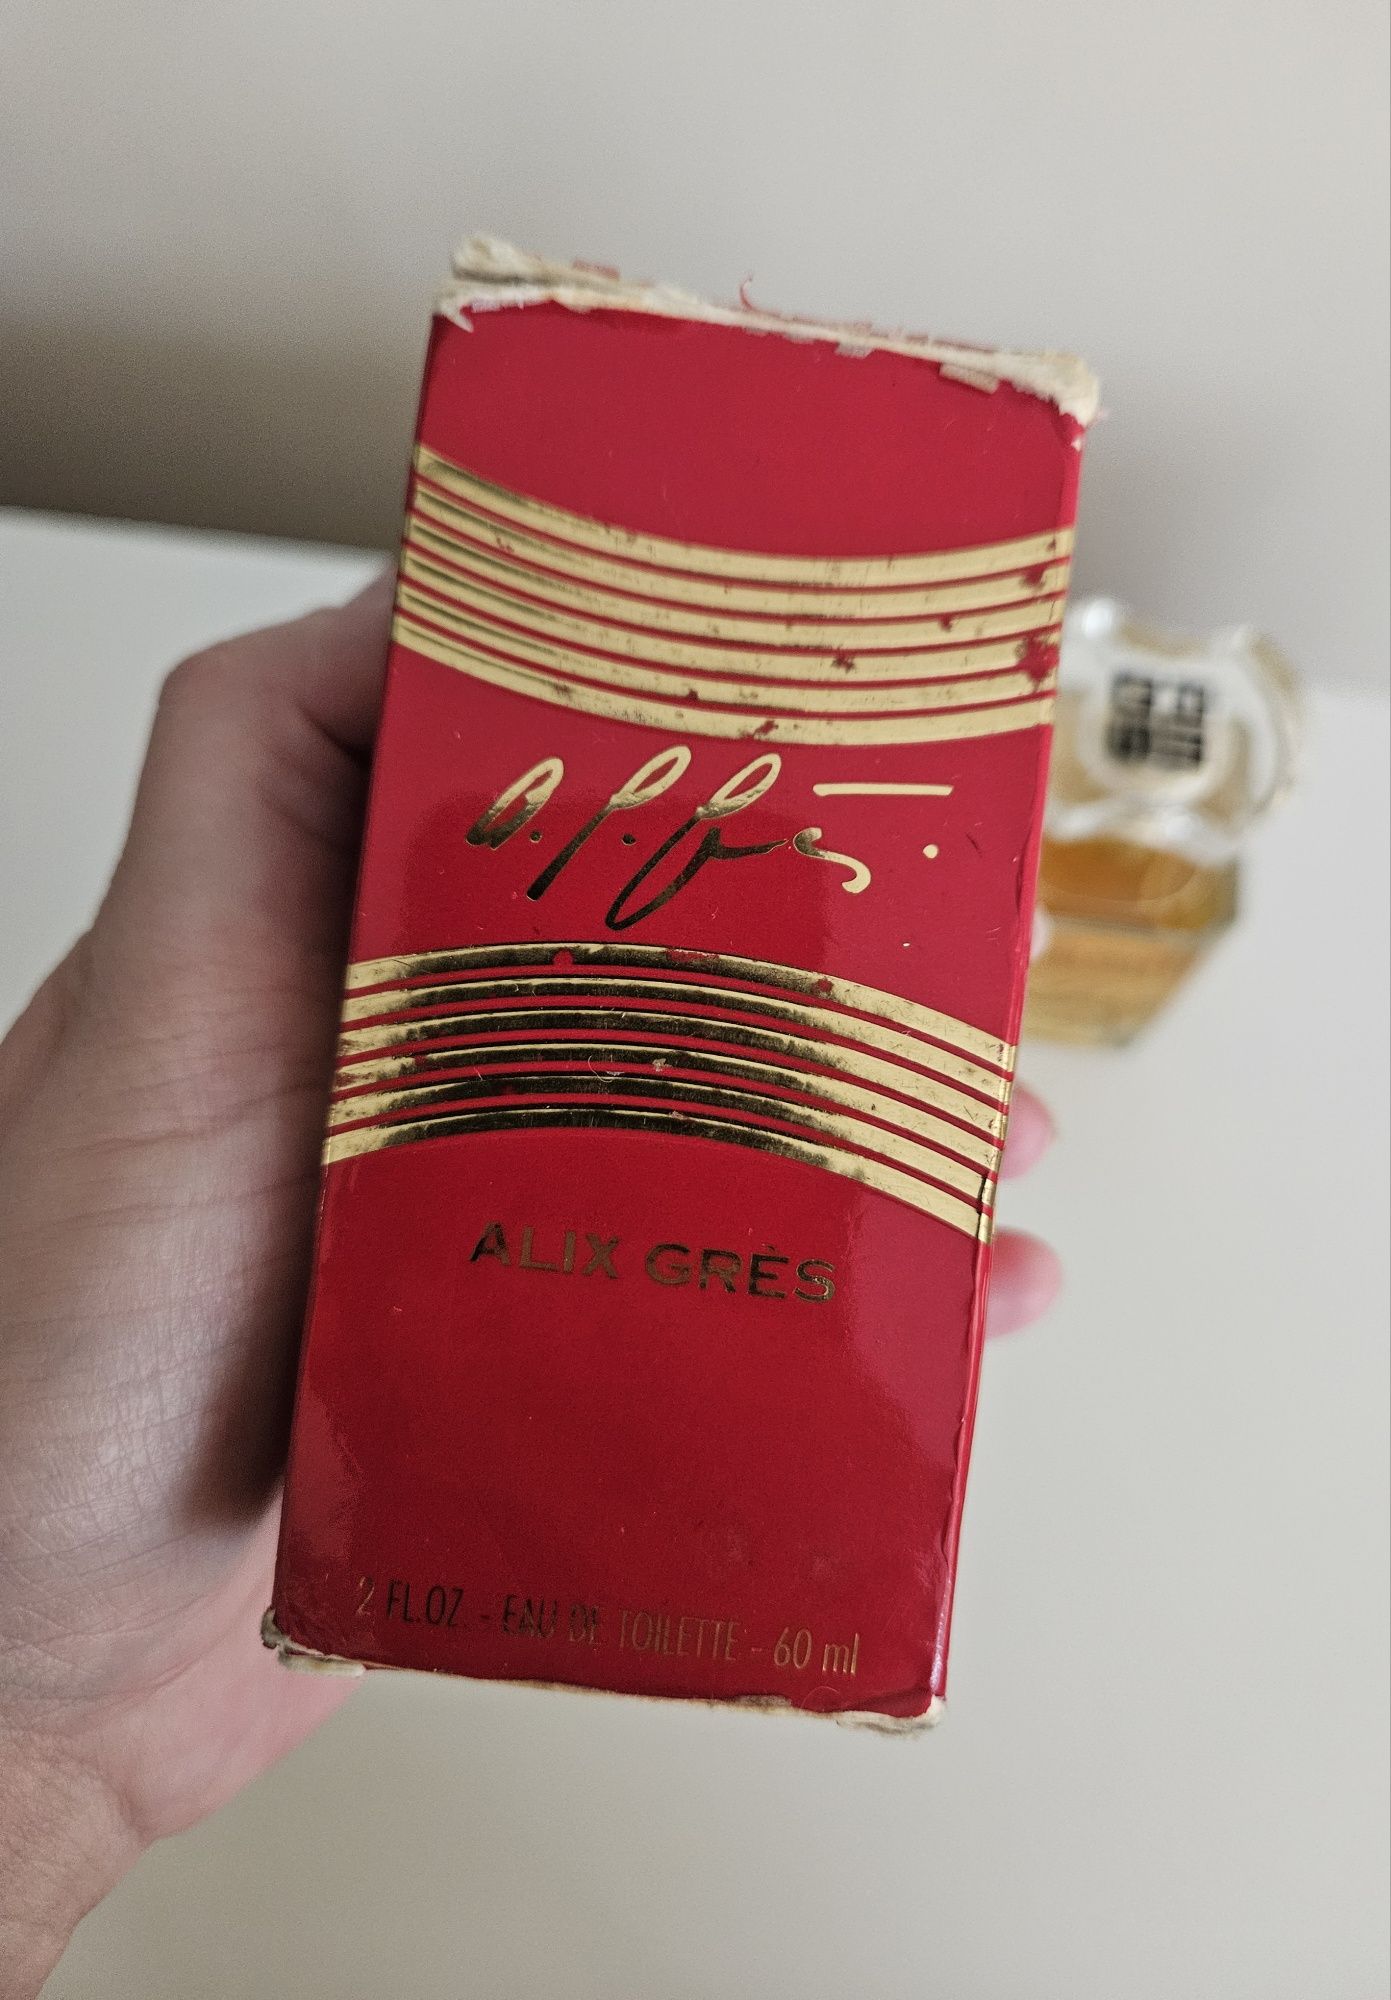 ALIX GRÈS
2 FL.OZ. - EAU DE TOILETTE - 60 ml